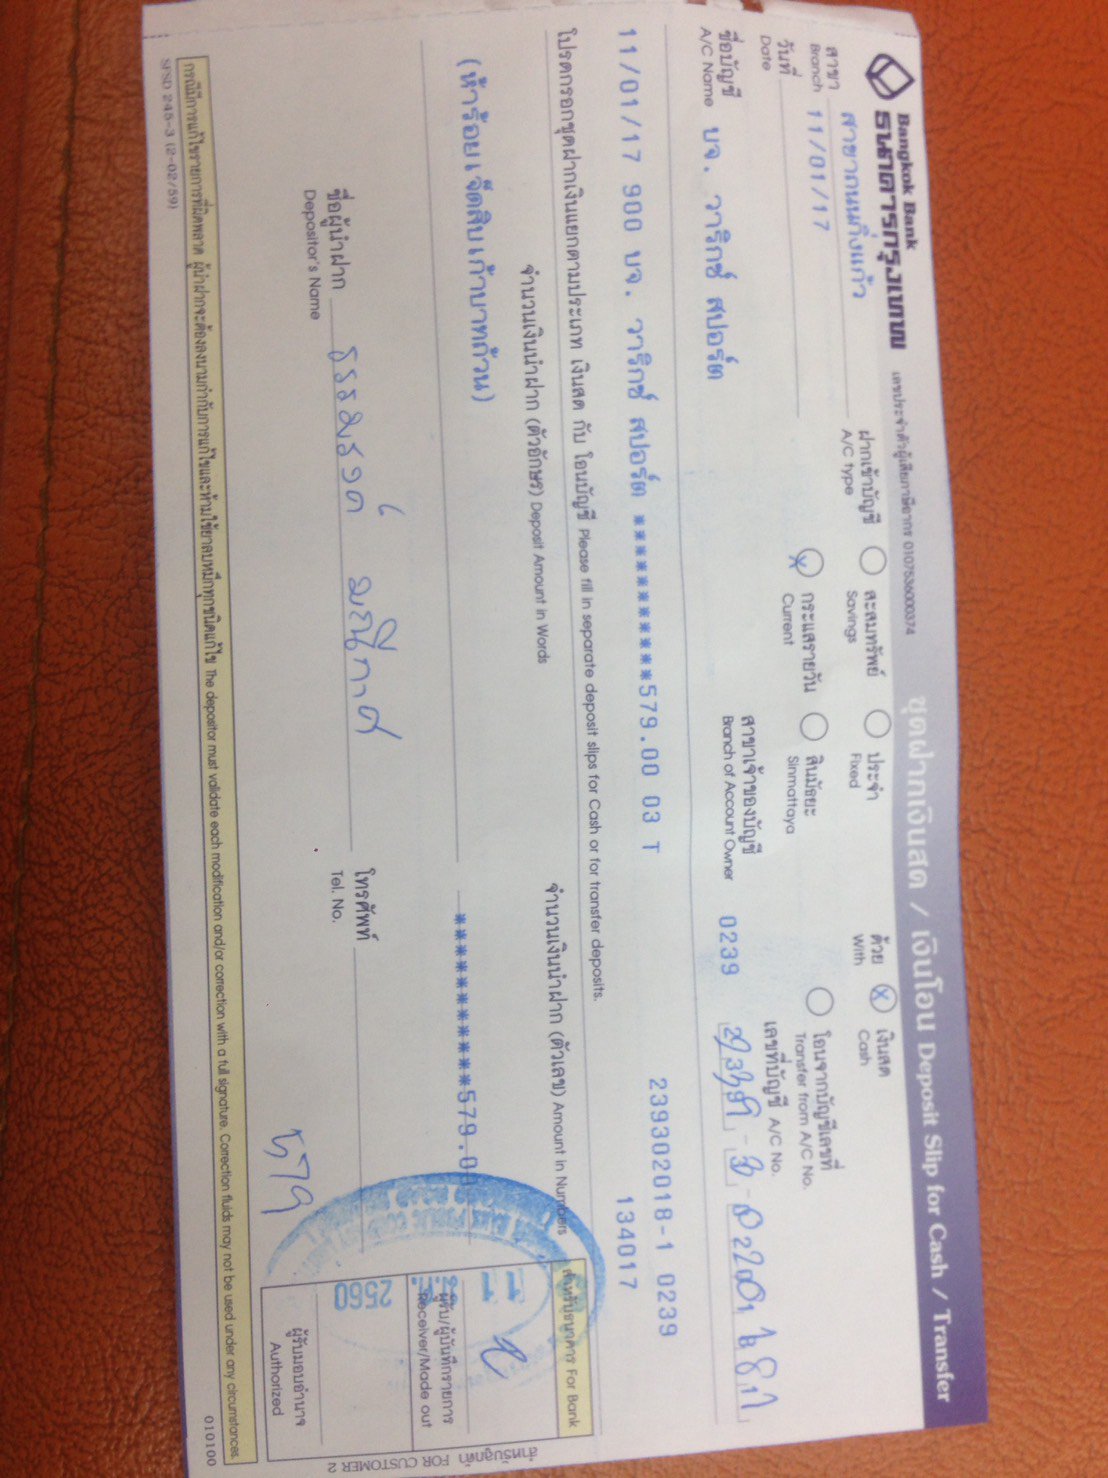 Bangkok Bank
ธนาคารกรุงเทพ
เลขประจำตัวผู้เสียภาษีอากร 0107536000374
ชุดฝากเงินสด / เงินโอน Deposit Slip for Cash / Transfer
สาขา สาขาถนนกิ่งแก้ว
Branch
ฝากเข้าบัญชี สะสมทรัพย์ ประจำ ด้วย เงินสด
A/C type Savings Fixed With Cash
วันที่ 11/01/17
Date
กระแสรายวัน สินมัธยะ โอนจากบัญชีเลขที่
Current Sinmattaya Transfer from A/C No.
ชื่อบัญชี บจ. วาริกซ์ สปอร์ต
A/C Name
สาขาเจ้าของบัญชี 0239
Branch of Account Owner
เลขที่บัญชี A/C No.
239302018-1 0239
11/01/17 900 บจ. วาริกซ์ สปอร์ต ************579.00 03 T
134017
โปรดกรอกชุดฝากเงินแยกตามประเภท เงินสด กับ โอนบัญชี Please fill in separate deposit slips for Cash or for transfer deposits.
จำนวนเงินนำฝาก (ตัวอักษร) Deposit Amount in Words
จำนวนเงินนำฝาก (ตัวเลข) Amount in Numbers
สำหรับธนาคาร For Bank
(ห้าร้อยเจ็ดสิบเก้าบาทถ้วน)
************579.00
11
ม.ค.
2560
ผู้รับ/ผู้บันทึกรายการ
Receiver/Made out
ชื่อผู้นำฝาก
Depositor's Name
โทรศัพท์
Tel. No.
579
ผู้รับมอบอำนาจ
Authorized
กรณีมีการแก้ไขรายการที่ผิดพลาด ผู้นำฝากจะต้องลงนามกำกับการแก้ไขและห้ามใช้ยาลบหมึกทุกชนิดแก้ไข The depositor must validate each modification and/or correction with a full signature. Correction fluids may not be used under any circumstances.
SFSD 245-3 (2-02/59)
010100
สำหรับลูกค้า FOR CUSTOMER 2